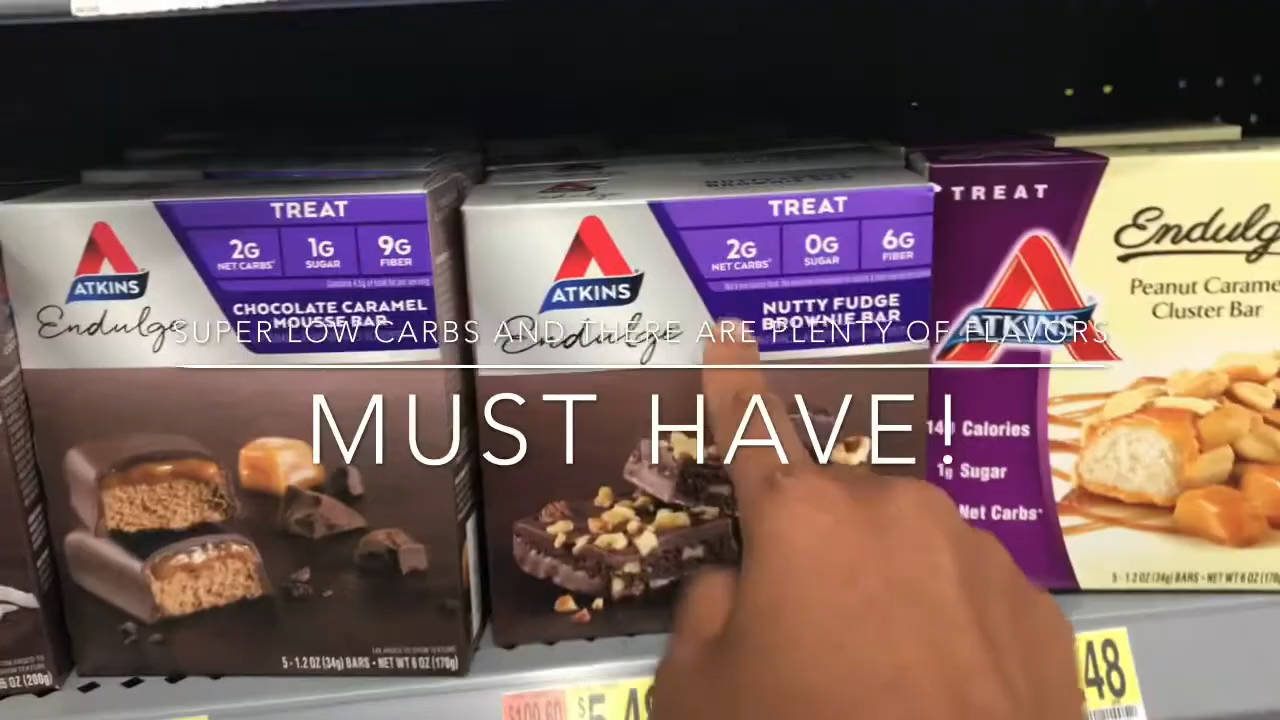 TREAT
2G 1G 9G
NET CARBS* SUGAR FIBER
ATKINS
Endulge
CHOCOLATE CARAMEL
MOUSSE BAR
5 - 1.2 OZ (34g) BARS • NET WT 6 OZ (170g)
TREAT
2G 0G 6G
NET CARBS* SUGAR FIBER
ATKINS
Endulge
NUTTY FUDGE
BROWNIE BAR
TREAT
ATKINS
Calories
1g Sugar
Net Carbs*
Peanut
Cluster Bar
5 - 1.2 OZ (34g) BARS • NET WT 6 OZ
SUPER LOW CARBS AND THERE ARE PLENTY OF FLAVORS
MUST HAVE!
OZ (200g)
48